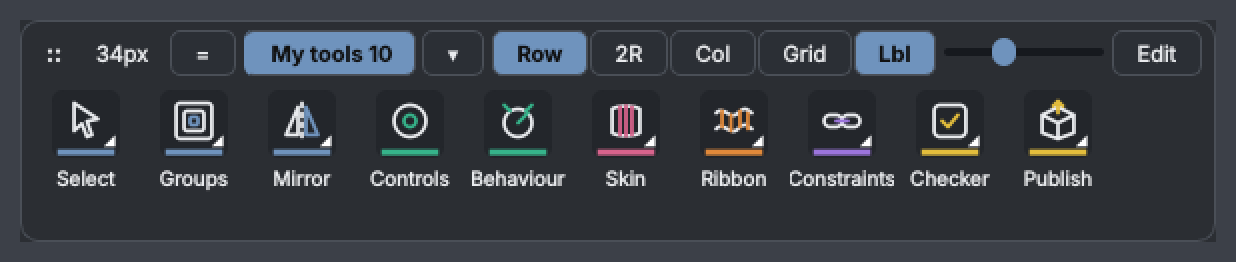 :: 34px = My tools 10 ▾ Row 2R Col Grid Lbl Edit
Select Groups Mirror Controls Behaviour Skin Ribbon Constraints Checker Publish